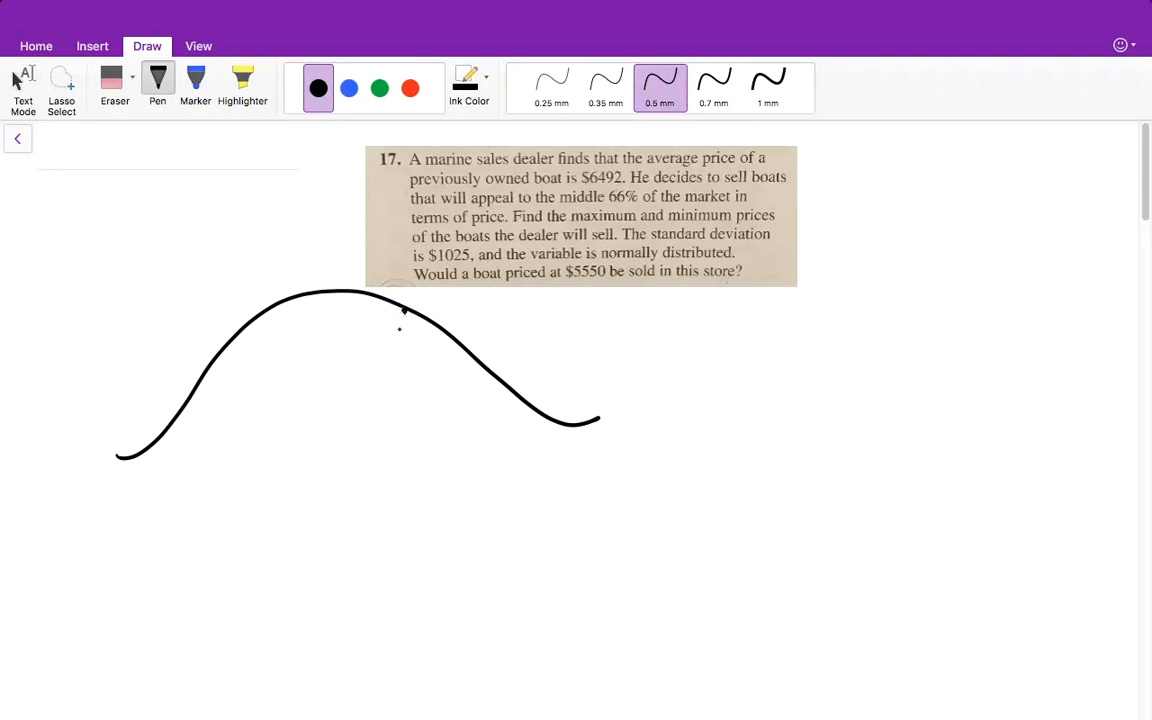 Home Insert Draw View
Text Mode
Lasso Select
Eraser
Pen
Marker
Highlighter
Ink Color
0.25 mm
0.35 mm
0.5 mm
0.7 mm
1 mm
17. A marine sales dealer finds that the average price of a
previously owned boat is $6492. He decides to sell boats
that will appeal to the middle 66% of the market in
terms of price. Find the maximum and minimum prices
of the boats the dealer will sell. The standard deviation
is $1025, and the variable is normally distributed.
Would a boat priced at $5550 be sold in this store?